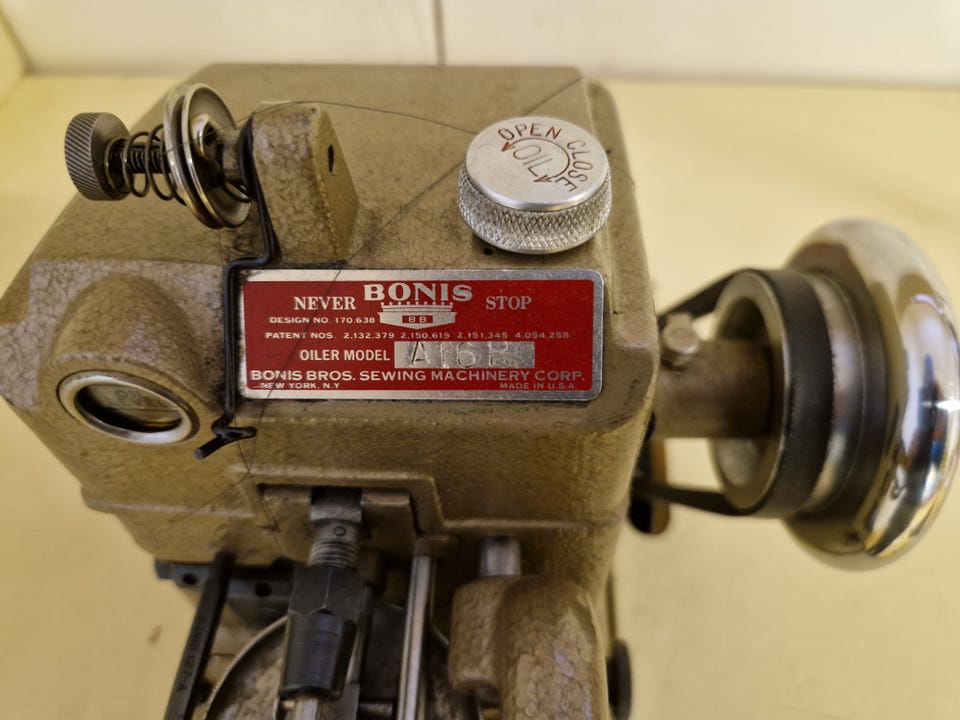 OPEN CLOSE
OIL
NEVER BONIS STOP
DESIGN NO. 170.638 BB
PATENT NOS. 2,132,379 2,150,619 2,151,345 4,094,258
OILER MODEL A168
BONIS BROS. SEWING MACHINERY CORP.
NEW YORK, N.Y MADE IN U.S.A